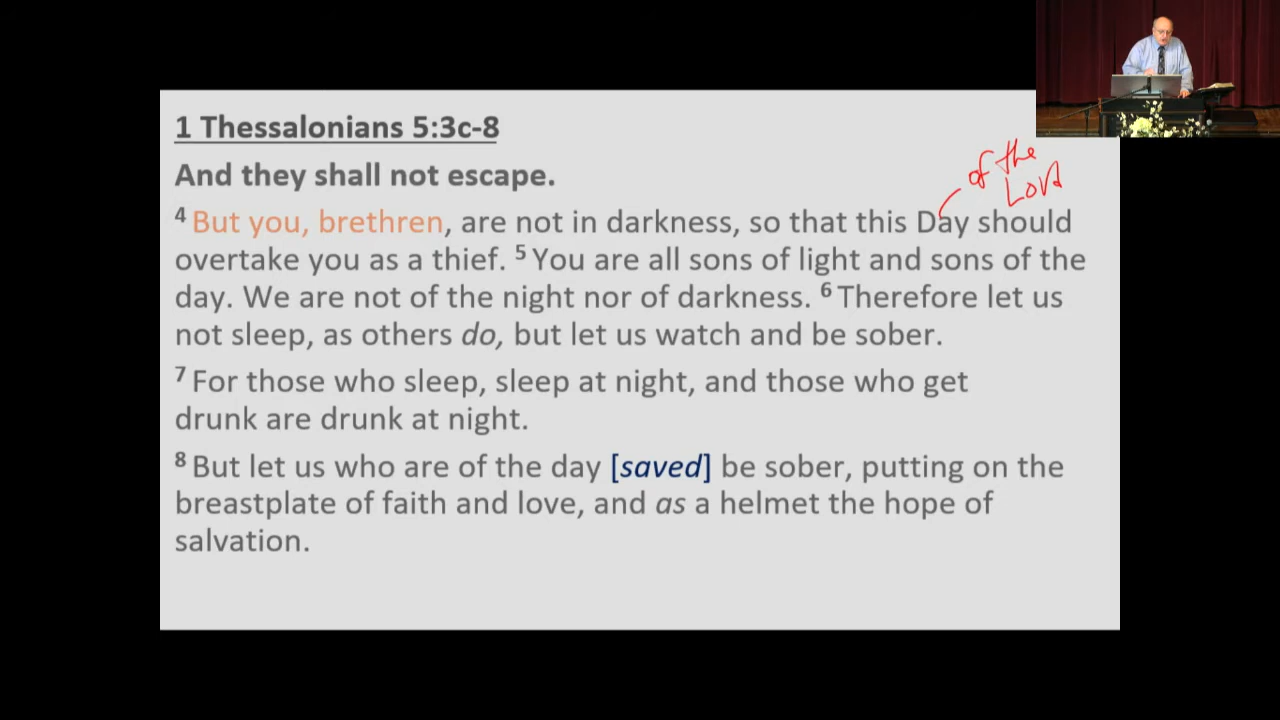 1 Thessalonians 5:3c-8
And they shall not escape.
of the
Lord
4 But you, brethren, are not in darkness, so that this Day should
overtake you as a thief. 5 You are all sons of light and sons of the
day. We are not of the night nor of darkness. 6 Therefore let us
not sleep, as others do, but let us watch and be sober.
7 For those who sleep, sleep at night, and those who get
drunk are drunk at night.
8 But let us who are of the day [saved] be sober, putting on the
breastplate of faith and love, and as a helmet the hope of
salvation.